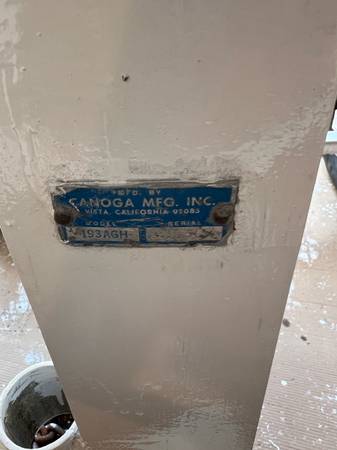 MFD. BY
CANOGA MFG. INC.
VISTA, CALIFORNIA 92083
MODEL SERIAL
193AGH